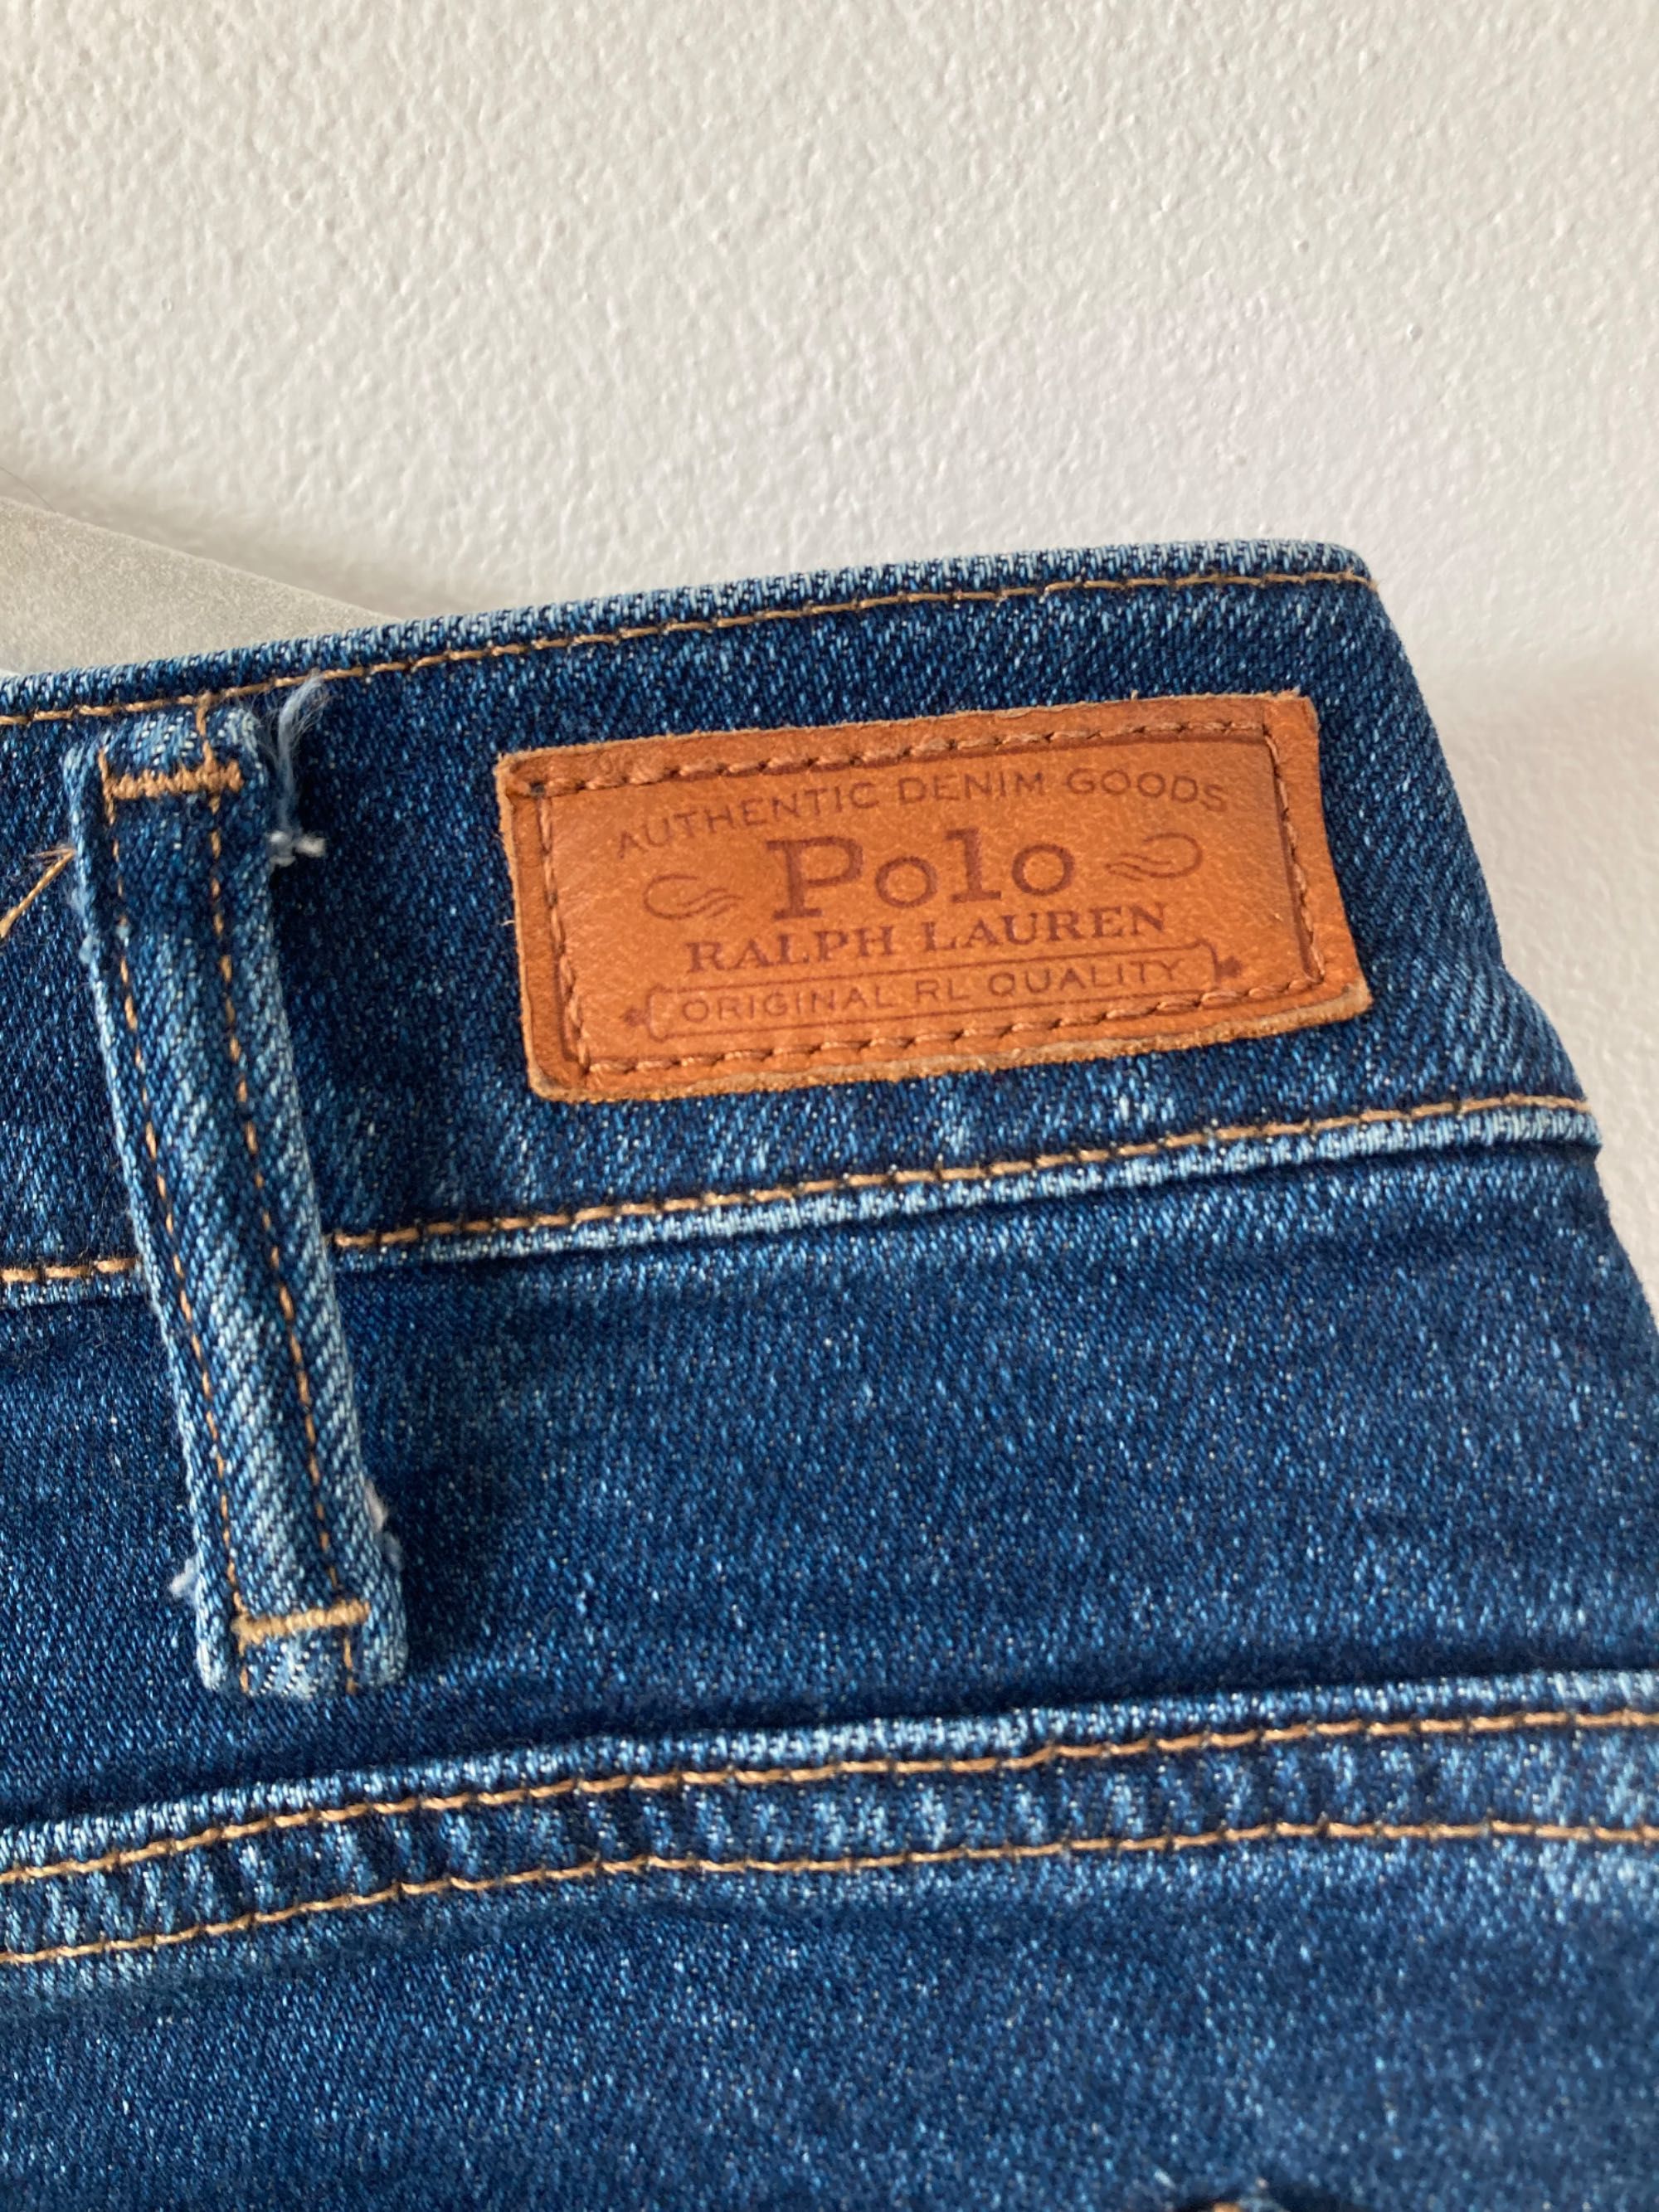 AUTHENTIC DENIM GOODS
Polo
RALPH LAUREN
ORIGINAL RL QUALITY